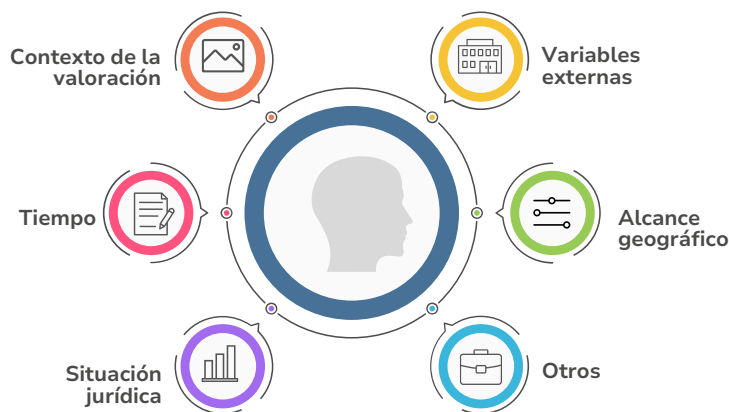 Contexto de la
valoración
Variables
externas
Tiempo
Alcance
geográfico
Situación
jurídica
Otros